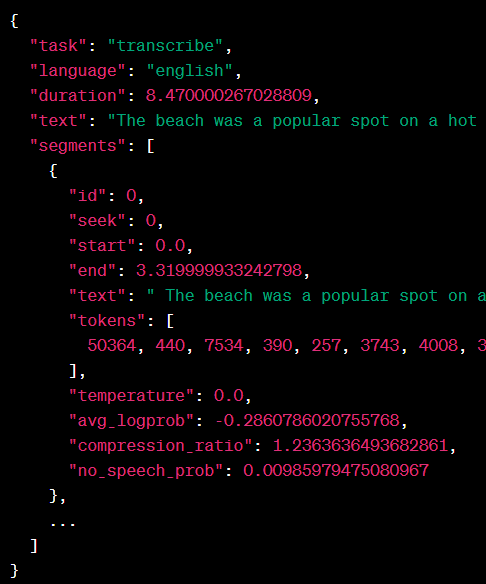 {
"task": "transcribe",
"language": "english",
"duration": 8.470000267028809,
"text": "The beach was a popular spot on a hot
"segments": [
{
"id": 0,
"seek": 0,
"start": 0.0,
"end": 3.319999933242798,
"text": " The beach was a popular spot on a
"tokens": [
50364, 440, 7534, 390, 257, 3743, 4008, 3
],
"temperature": 0.0,
"avg_logprob": -0.2860786020755768,
"compression_ratio": 1.2363636493682861,
"no_speech_prob": 0.00985979475080967
},
...
]
}